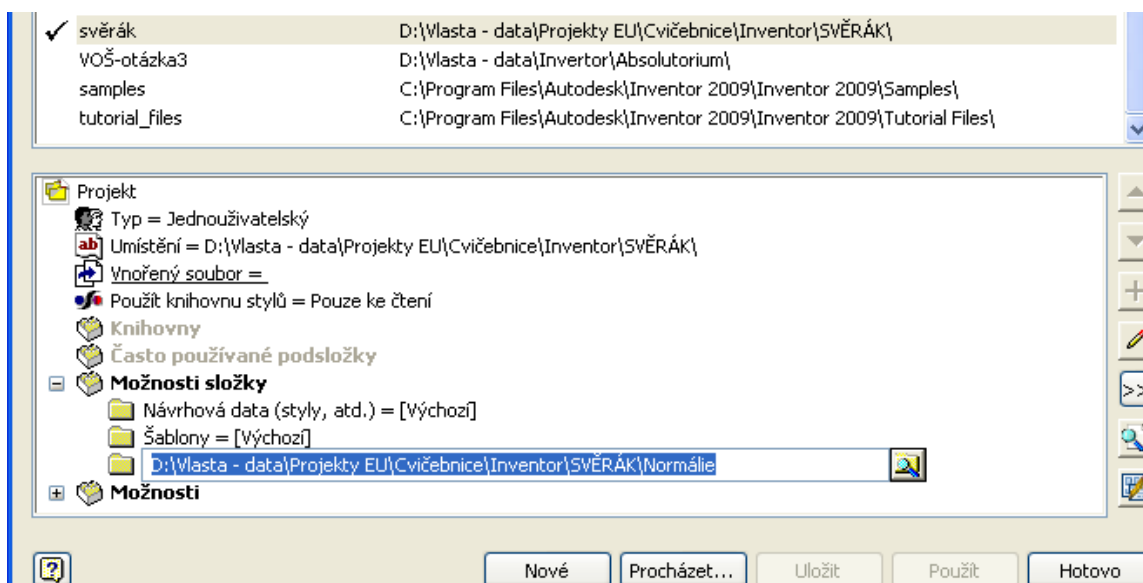 svěrák D:\Vlasta - data\Projekty EU\Cvičebnice\Inventor\SVĚRÁK\
VOŠ-otázka3 D:\Vlasta - data\Invertor\Absolutorium\
samples C:\Program Files\Autodesk\Inventor 2009\Inventor 2009\Samples\
tutorial_files C:\Program Files\Autodesk\Inventor 2009\Inventor 2009\Tutorial Files\
Projekt
Typ = Jednouživatelský
Umístění = D:\Vlasta - data\Projekty EU\Cvičebnice\Inventor\SVĚRÁK\
Vnořený soubor =
Použít knihovnu stylů = Pouze ke čtení
Knihovny
Často používané podsložky
Možnosti složky
Návrhová data (styly, atd.) = [Výchozí]
Šablony = [Výchozí]
D:\Vlasta - data\Projekty EU\Cvičebnice\Inventor\SVĚRÁK\Normálie
Možnosti
Nové Procházet... Uložit Použít Hotovo